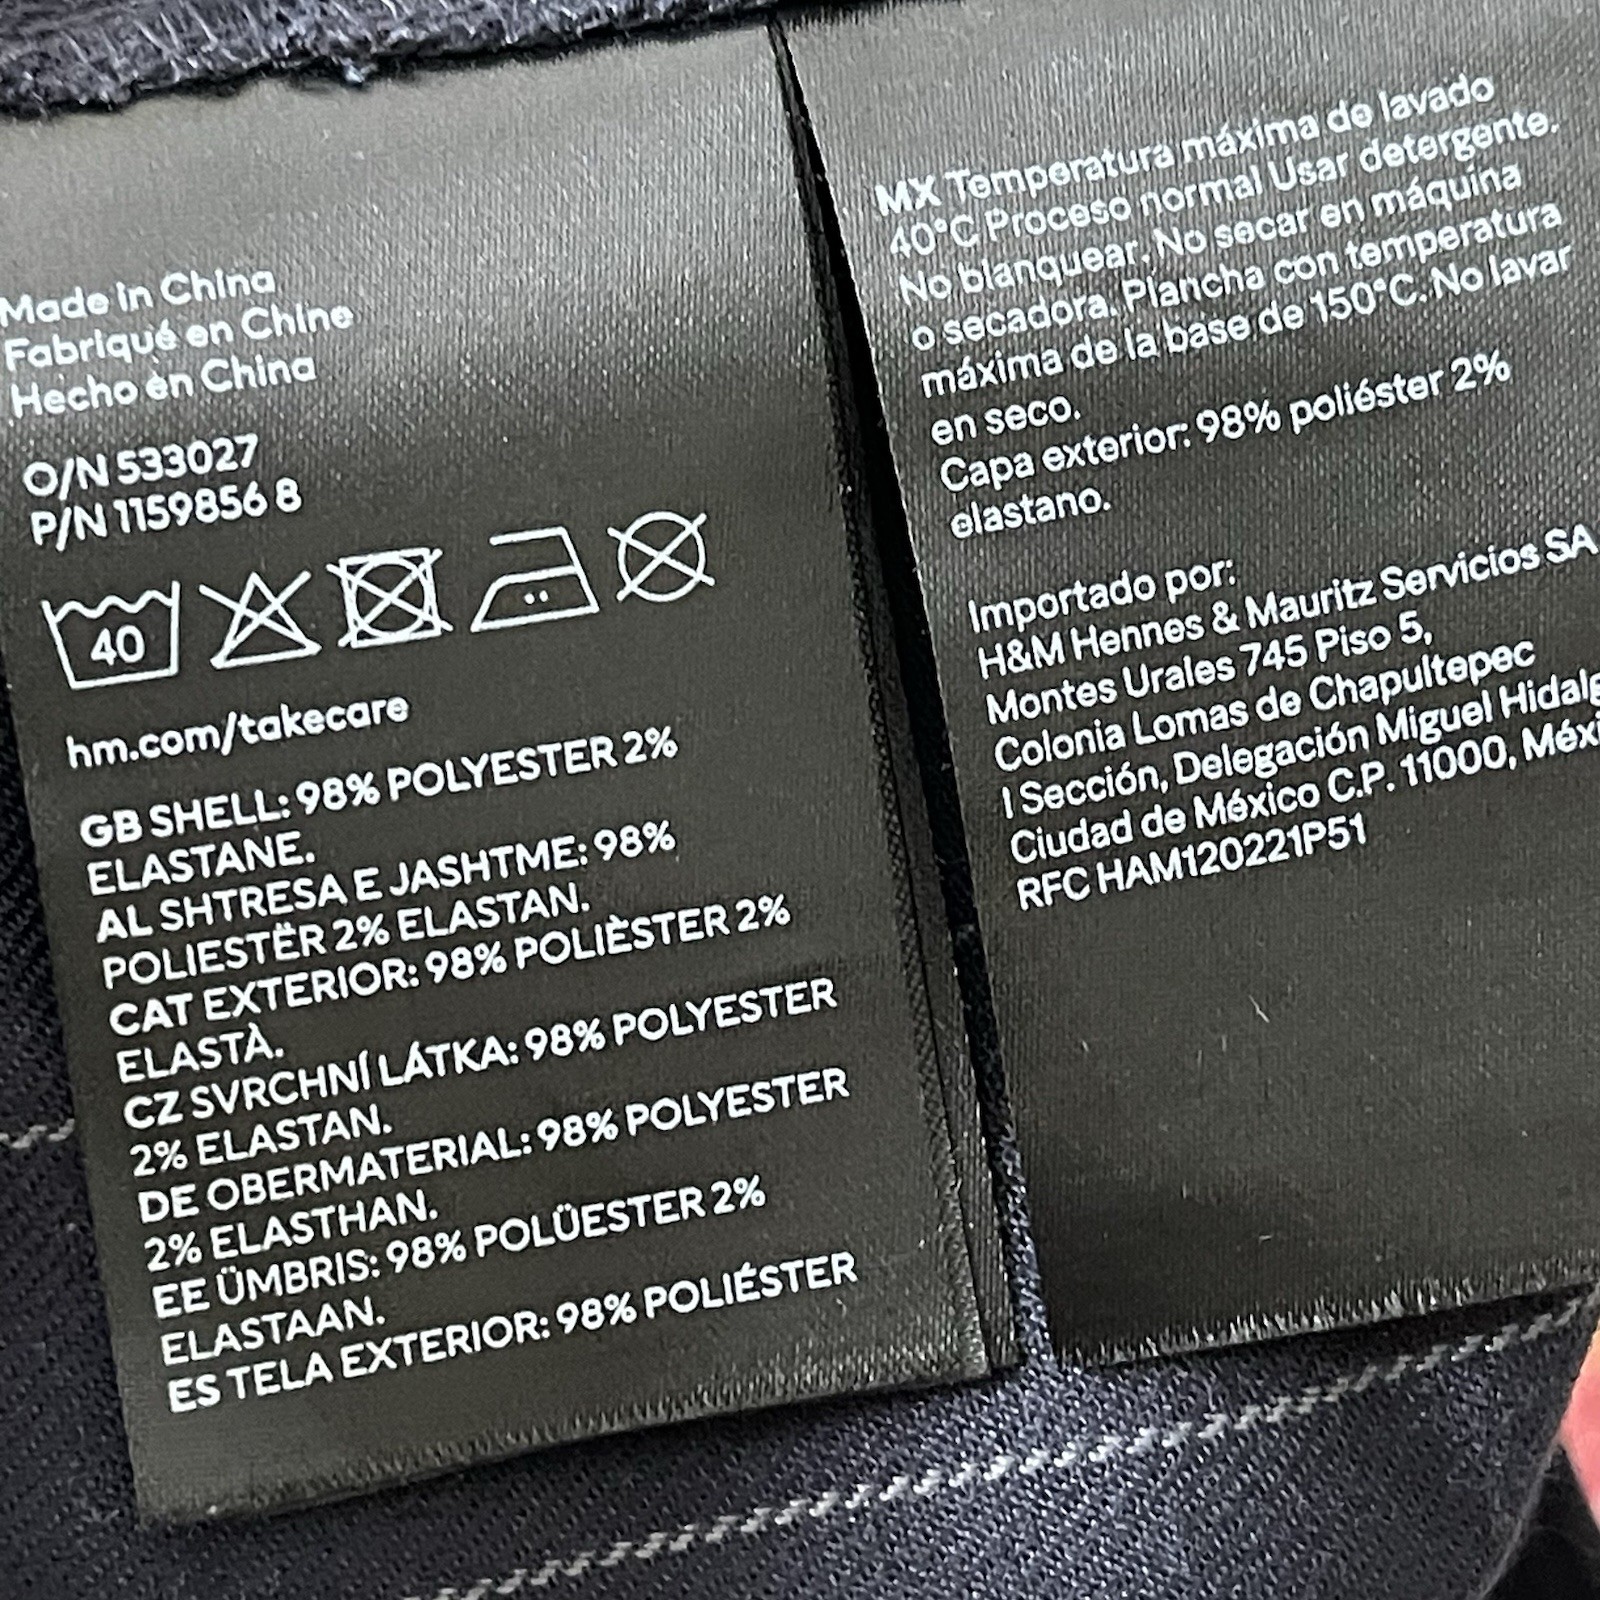 Made in China
Fabriqué en Chine
Hecho en China
O/N 533027
P/N 1159856 8
40
hm.com/takecare
GB SHELL: 98% POLYESTER 2%
ELASTANE.
AL SHTRESA E JASHTME: 98%
POLIESTËR 2% ELASTAN.
CAT EXTERIOR: 98% POLIÈSTER 2%
ELASTÀ.
CZ SVRCHNÍ LÁTKA: 98% POLYESTER
2% ELASTAN.
DE OBERMATERIAL: 98% POLYESTER
2% ELASTHAN.
EE ÜMBRIS: 98% POLÜESTER 2%
ELASTAAN.
ES TELA EXTERIOR: 98% POLIÉSTER
MX Temperatura máxima de lavado
40°C Proceso normal Usar detergente.
No blanquear. No secar en máquina
o secadora. Plancha con temperatura
máxima de la base de 150°C. No lavar
en seco.
Capa exterior: 98% poliéster 2%
elastano.
Importado por:
H&M Hennes & Mauritz Servicios SA
Montes Urales 745 Piso 5,
Colonia Lomas de Chapultepec
I Sección, Delegación Miguel
Ciudad de México C.P. 11000,
RFC HAM120221P51